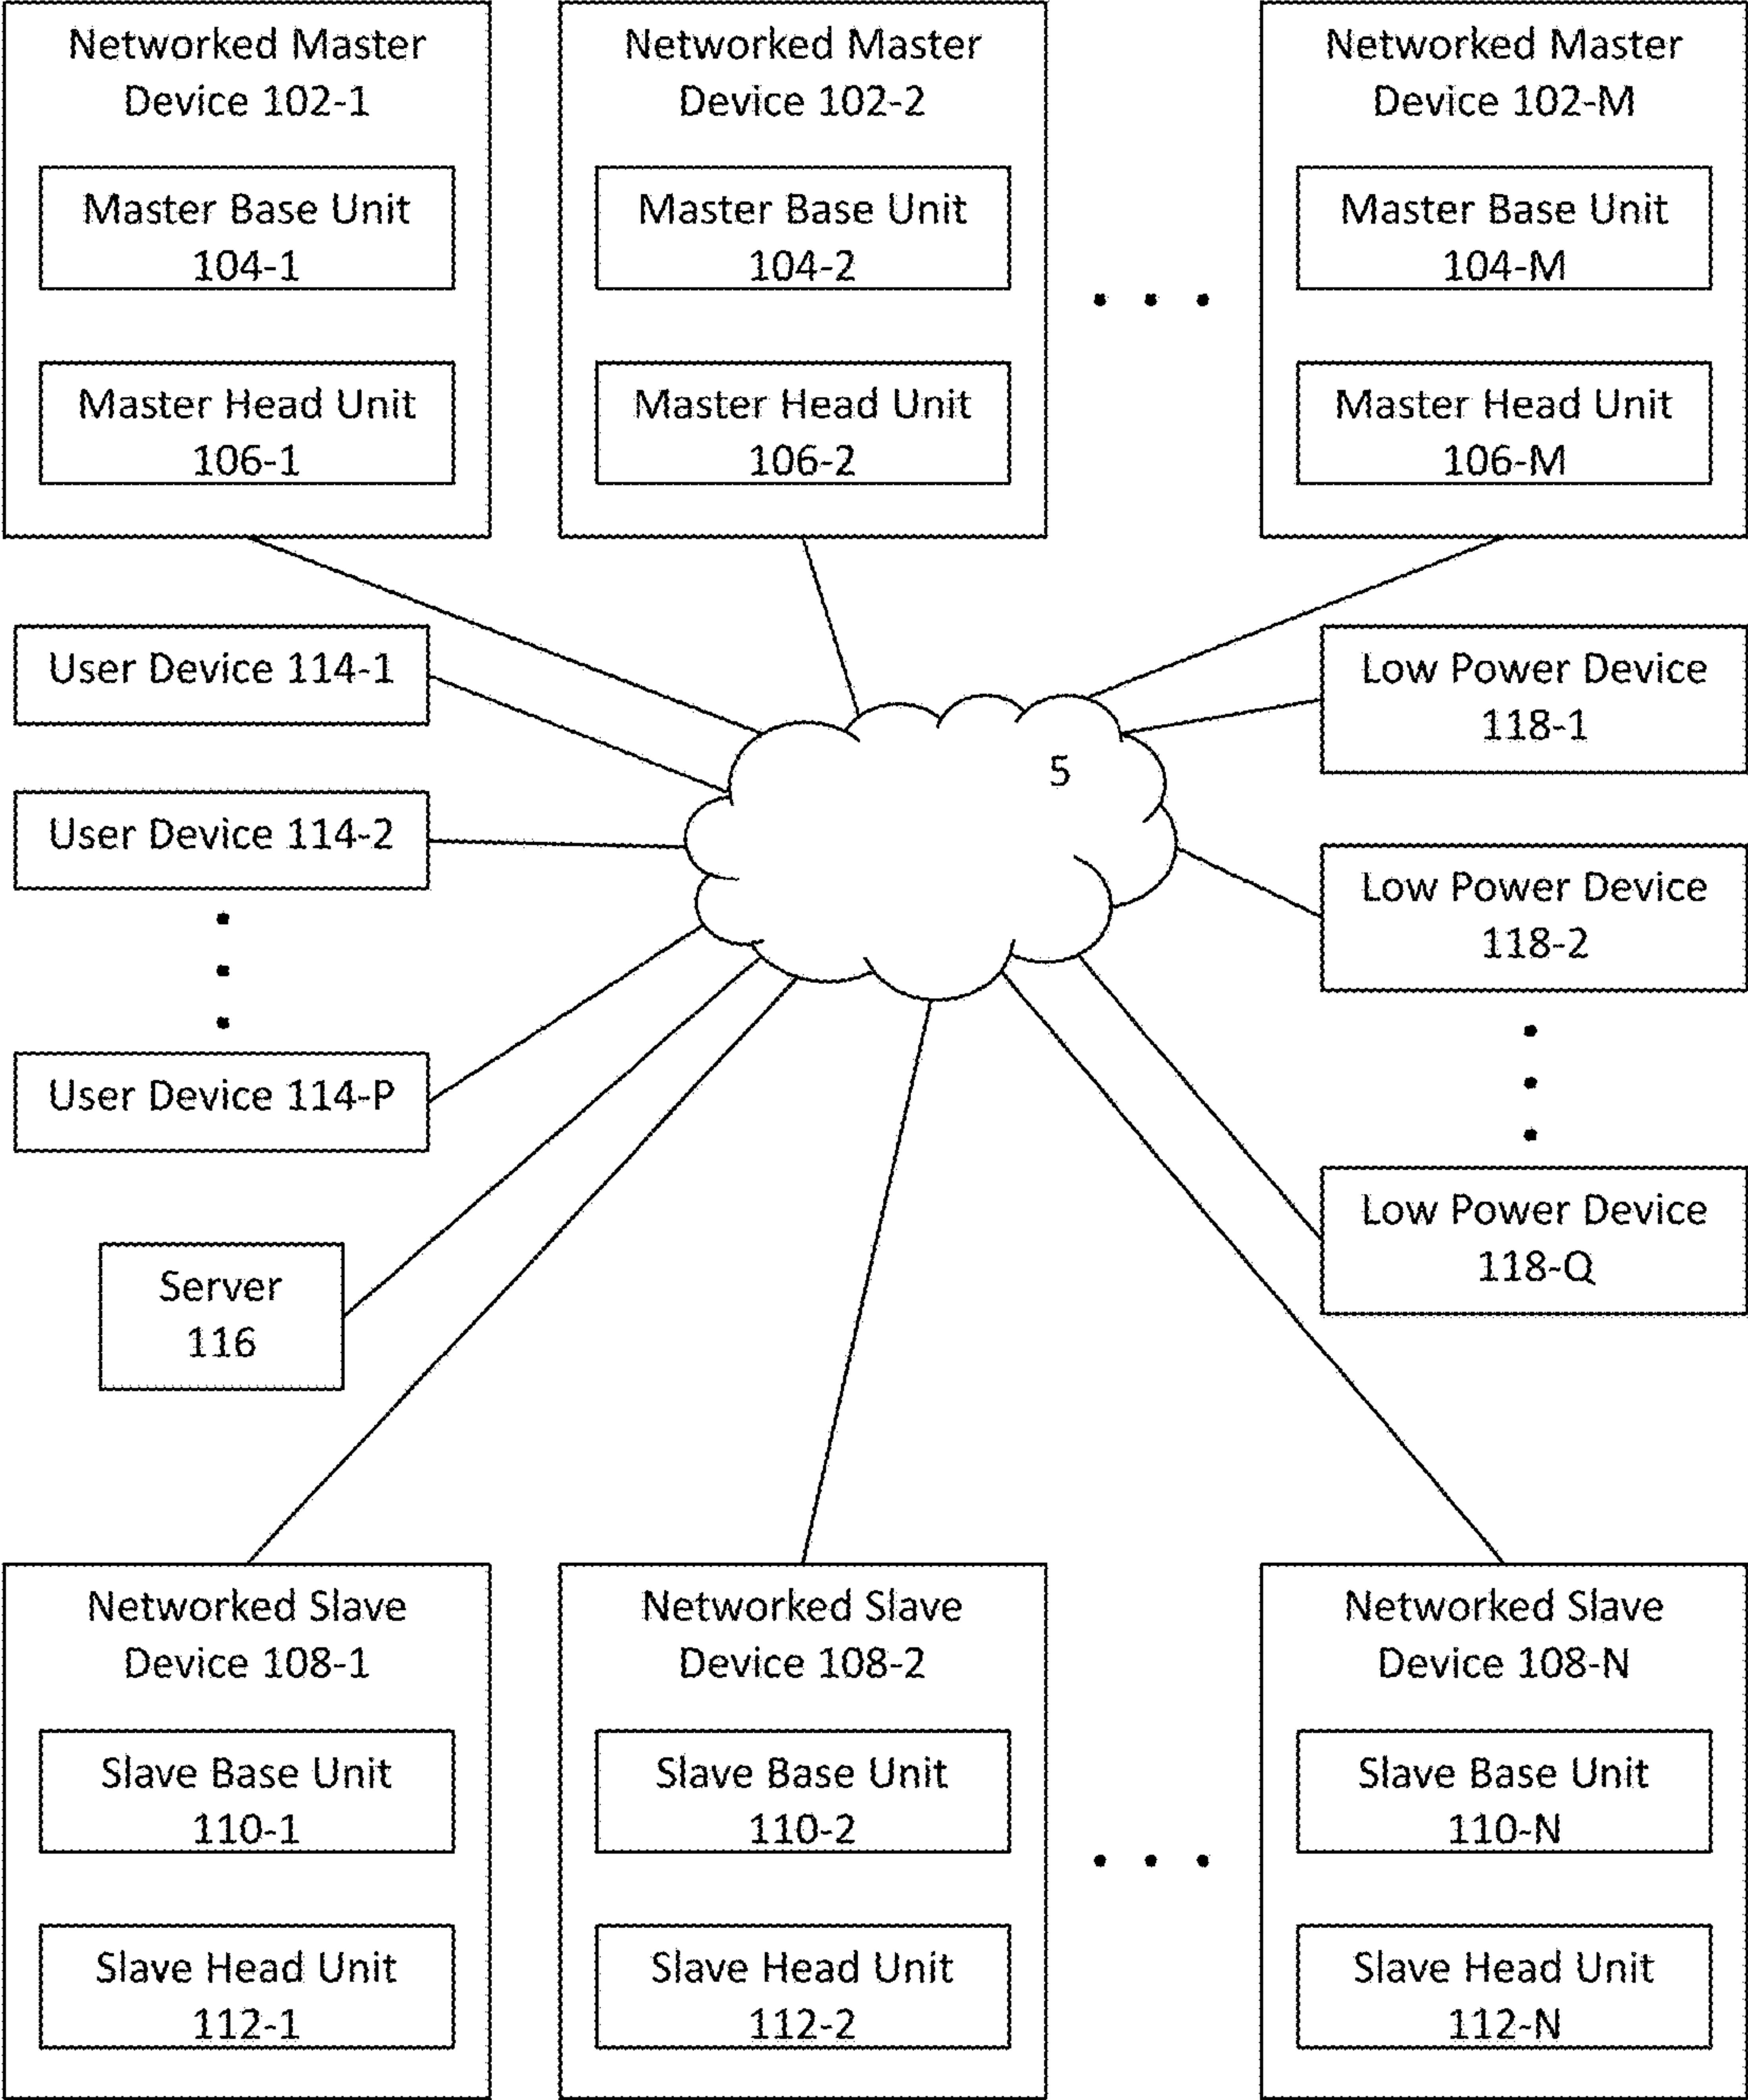 Networked Master
Device 102-1
Master Base Unit
104-1
Master Head Unit
106-1
Networked Master
Device 102-2
Master Base Unit
104-2
Master Head Unit
106-2
Networked Master
Device 102-M
Master Base Unit
104-M
Master Head Unit
106-M
User Device 114-1
User Device 114-2
User Device 114-P
Server
116
5
Low Power Device
118-1
Low Power Device
118-2
Low Power Device
118-Q
Networked Slave
Device 108-1
Slave Base Unit
110-1
Slave Head Unit
112-1
Networked Slave
Device 108-2
Slave Base Unit
110-2
Slave Head Unit
112-2
Networked Slave
Device 108-N
Slave Base Unit
110-N
Slave Head Unit
112-N